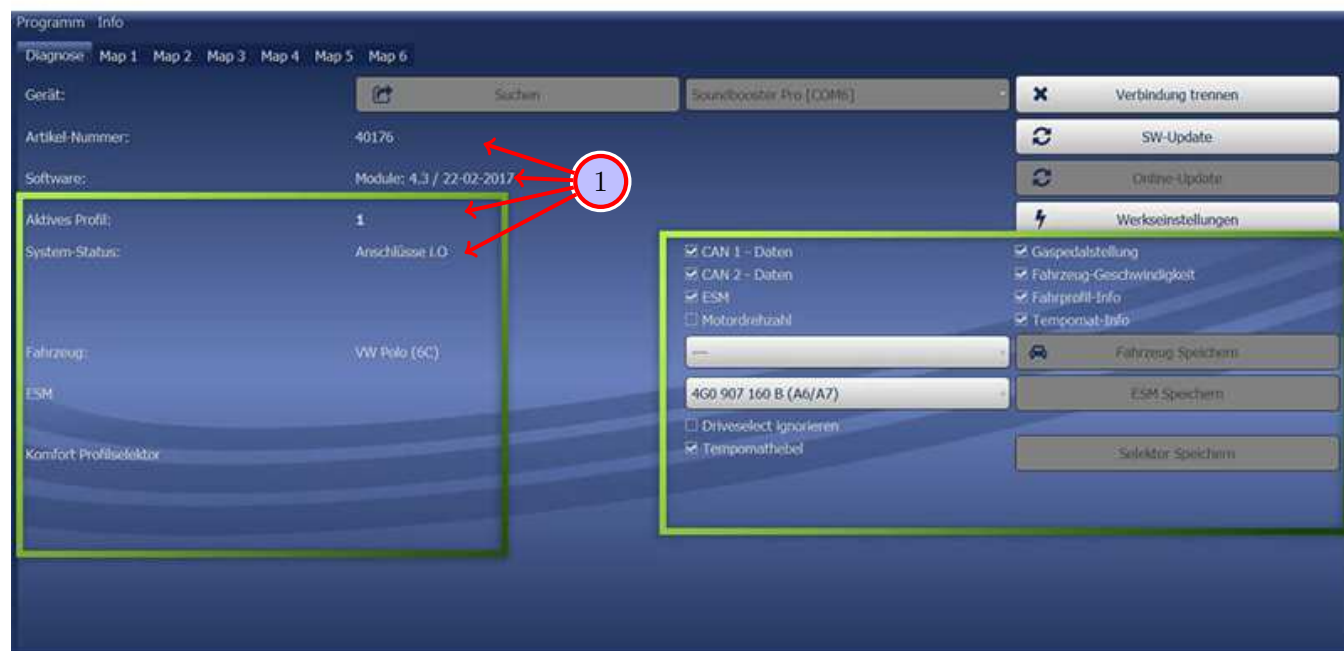 Programm Info
Diagnose Map 1 Map 2 Map 3 Map 4 Map 5 Map 6
Gerät: Suchen Soundbooster Pro [COM6] Verbindung trennen
Artikel-Nummer: 40176 SW-Update
Software: Module: 4.3 / 22-02-2017 1 Online-Update
Aktives Profil: 1 Werkseinstellungen
System-Status: Anschlüsse I.O CAN 1 - Daten Gaspedalstellung
CAN 2 - Daten Fahrzeug-Geschwindigkeit
ESM Fahrprofil-Info
Motordrehzahl Tempomat-Info
Fahrzeug: VW Polo (6C) --- Fahrzeug Speichern
ESM 4G0 907 160 B (A6/A7) ESM Speichern
Driveselect ignorieren
Komfort Profilselektor Tempomathebel Selektor Speichern